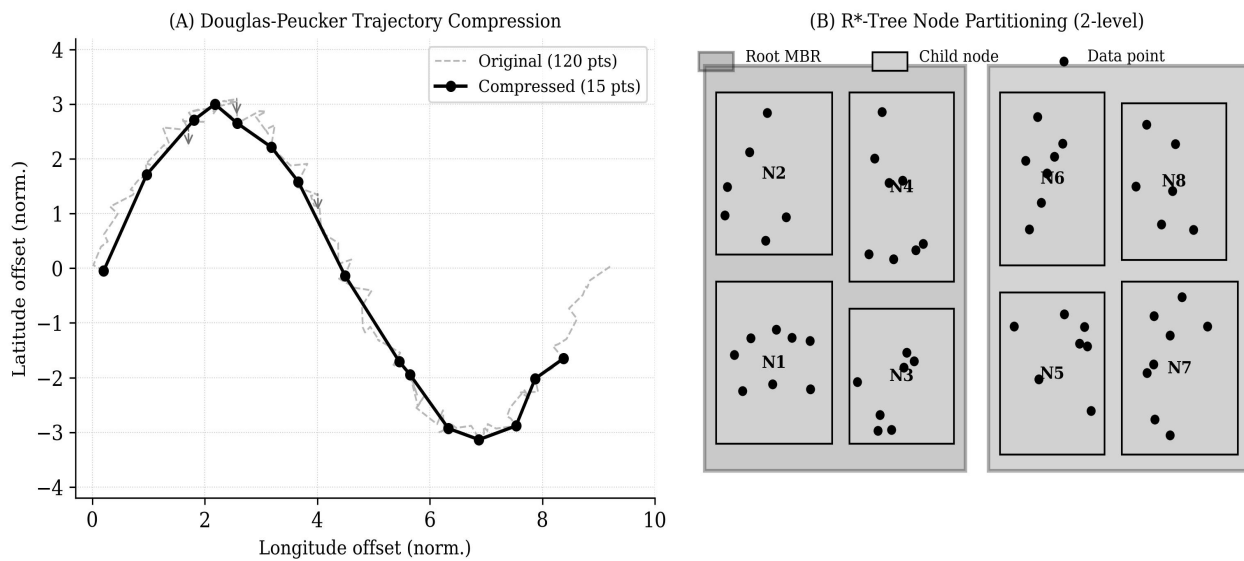 (A) Douglas-Peucker Trajectory Compression
Original (120 pts)
Compressed (15 pts)
Latitude offset (norm.)
4
3
2
1
0
−1
−2
−3
−4
0 2 4 6 8 10
Longitude offset (norm.)
(B) R*-Tree Node Partitioning (2-level)
Root MBR Child node Data point
N2 N4 N6 N8
N1 N3 N5 N7